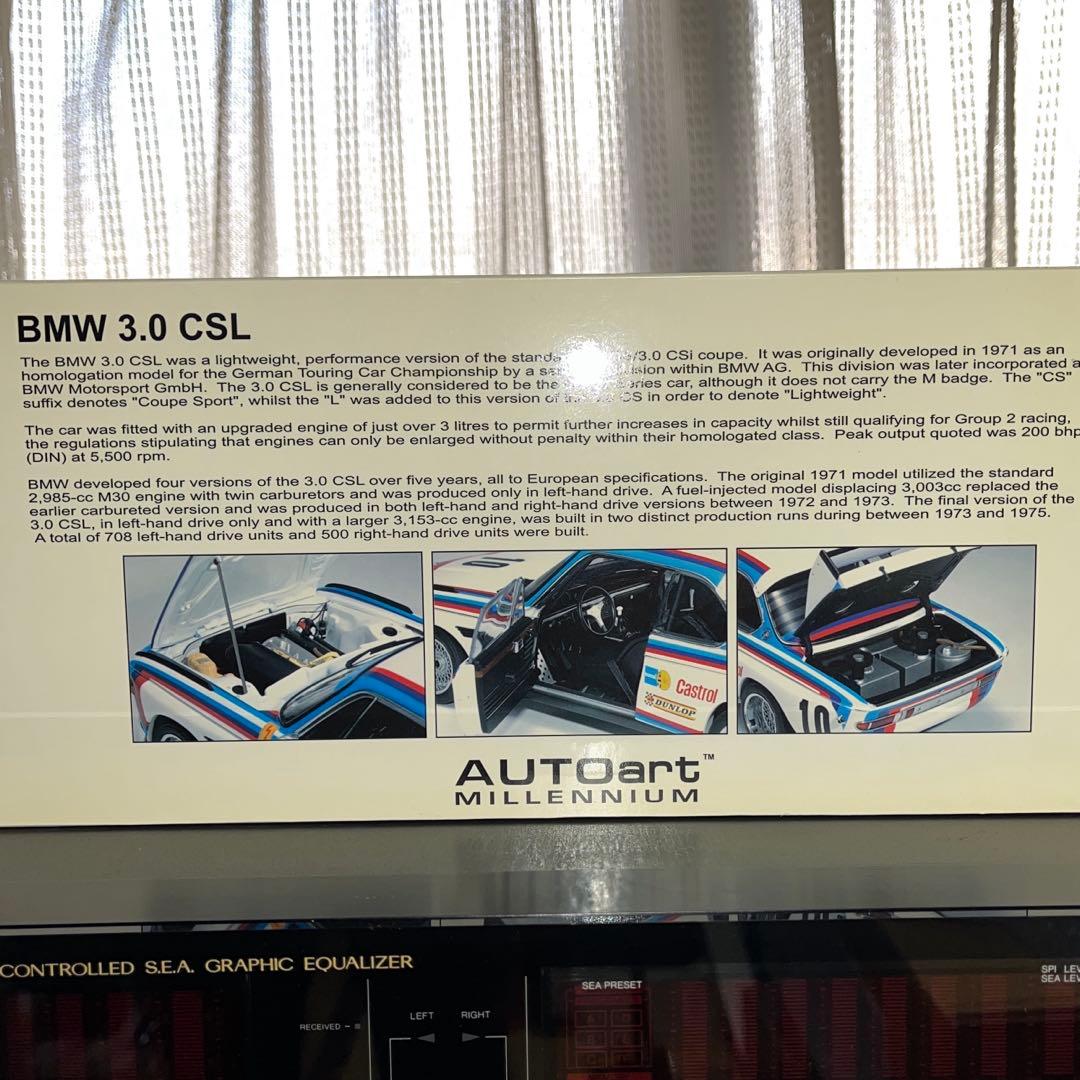 BMW 3.0 CSL
The BMW 3.0 CSL was a lightweight, performance version of the /3.0 CSi coupe. It was originally developed in 1971 as an
homologation model for the German Touring Car Championship by a within BMW AG. This division was later incorporated
BMW Motorsport GmbH. The 3.0 CSL is generally considered to be the car, although it does not carry the M badge. The "CS"
suffix denotes "Coupe Sport", whilst the "L" was added to this version CS in order to denote "Lightweight".
The car was fitted with an upgraded engine of just over 3 litres to permit further increases in capacity whilst still qualifying for Group 2 racing,
the regulations stipulating that engines can only be enlarged without penalty within their homologated class. Peak output quoted was 200 bhp
(DIN) at 5,500 rpm.
BMW developed four versions of the 3.0 CSL over five years, all to European specifications. The original 1971 model utilized the standard
2,985-cc M30 engine with twin carburetors and was produced only in left-hand drive. A fuel-injected model displacing 3,003cc replaced the
earlier carbureted version and was produced in both left-hand and right-hand drive versions between 1972 and 1973. The final version of the
3.0 CSL, in left-hand drive only and with a larger 3,153-cc engine, was built in two distinct production runs during between 1973 and 1975.
A total of 708 left-hand drive units and 500 right-hand drive units were built.
Castrol
DUNLOP
10
AUTOart™
MILLENNIUM
CONTROLLED S.E.A. GRAPHIC EQUALIZER
SEA PRESET
SPI LEV
SEA LEV
LEFT RIGHT
RECEIVED